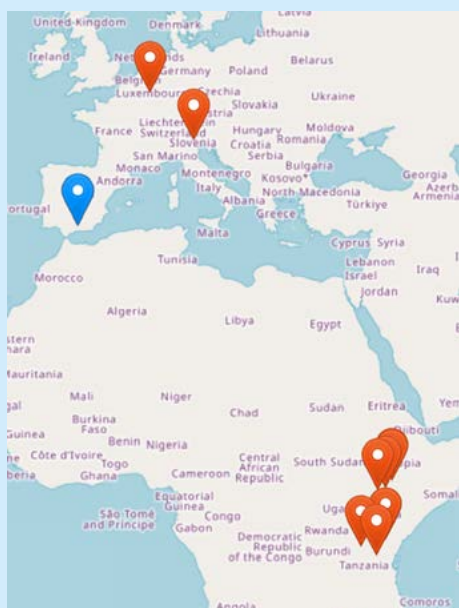 Latvia
United Kingdom
Denmark
Lithuania
Ireland
Netherlands
Belarus
Germany
Poland
Belgium
Luxembourg
Czechia
Ukraine
Slovakia
Liechtenstein
Austria
France
Switzerland
Hungary
Moldova
Slovenia
Croatia
Romania
San Marino
Serbia
Monaco
Bulgaria
Georgia
Andorra
Montenegro
Kosovo*
Italy
North Macedonia
Armenia
Portugal
Albania
Türkiye
Greece
Malta
Cyprus
Syria
Tunisia
Lebanon
Iraq
Israel
Morocco
Jordan
Algeria
Libya
Egypt
Mauritania
Mali
Niger
Chad
Sudan
Eritrea
Burkina
Faso
Djibouti
Guinea
Benin
Nigeria
Côte d'Ivoire
Togo
Ghana
Cameroon
Central
African
Republic
South Sudan
Equatorial
Guinea
São Tomé
and Príncipe
Congo
Gabon
Rwanda
Democratic
Republic
of the Congo
Burundi
Tanzania
Angola
Comoros